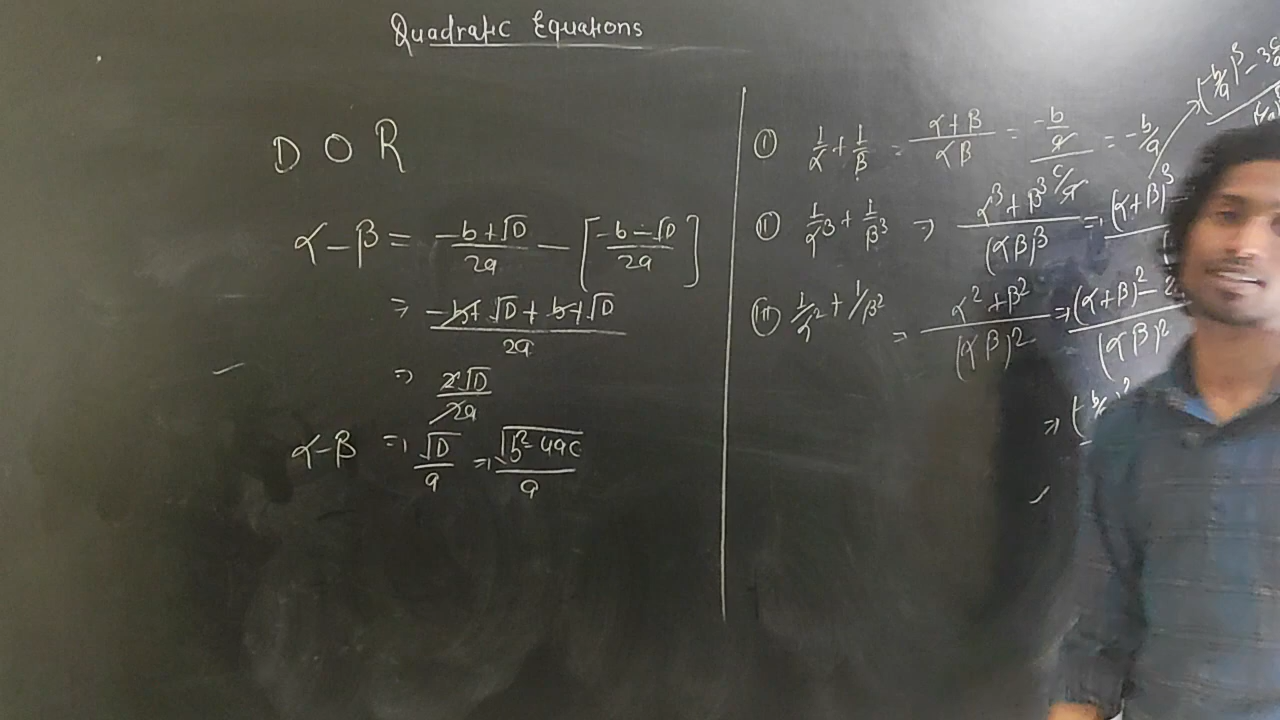 Quadratic Equations
D O R
α-β = (-b+√D)/2a - [(-b-√D)/2a]
⇒ (-b+√D+b+√D)/2a
⇒ 2√D/2a
α-β ⇒ √D/a ⇒ √(b²-4ac)/a
(I) 1/α + 1/β = (α+β)/(αβ) = (-b/a)/(c/a) = -b/a
(II) 1/α³ + 1/β³ ⇒ (α³+β³)/(αβ)³ ⇒ (α+β)³
(III) 1/α² + 1/β² ⇒ (α²+β²)/(αβ)² ⇒ ((α+β)²-2)/(αβ)²